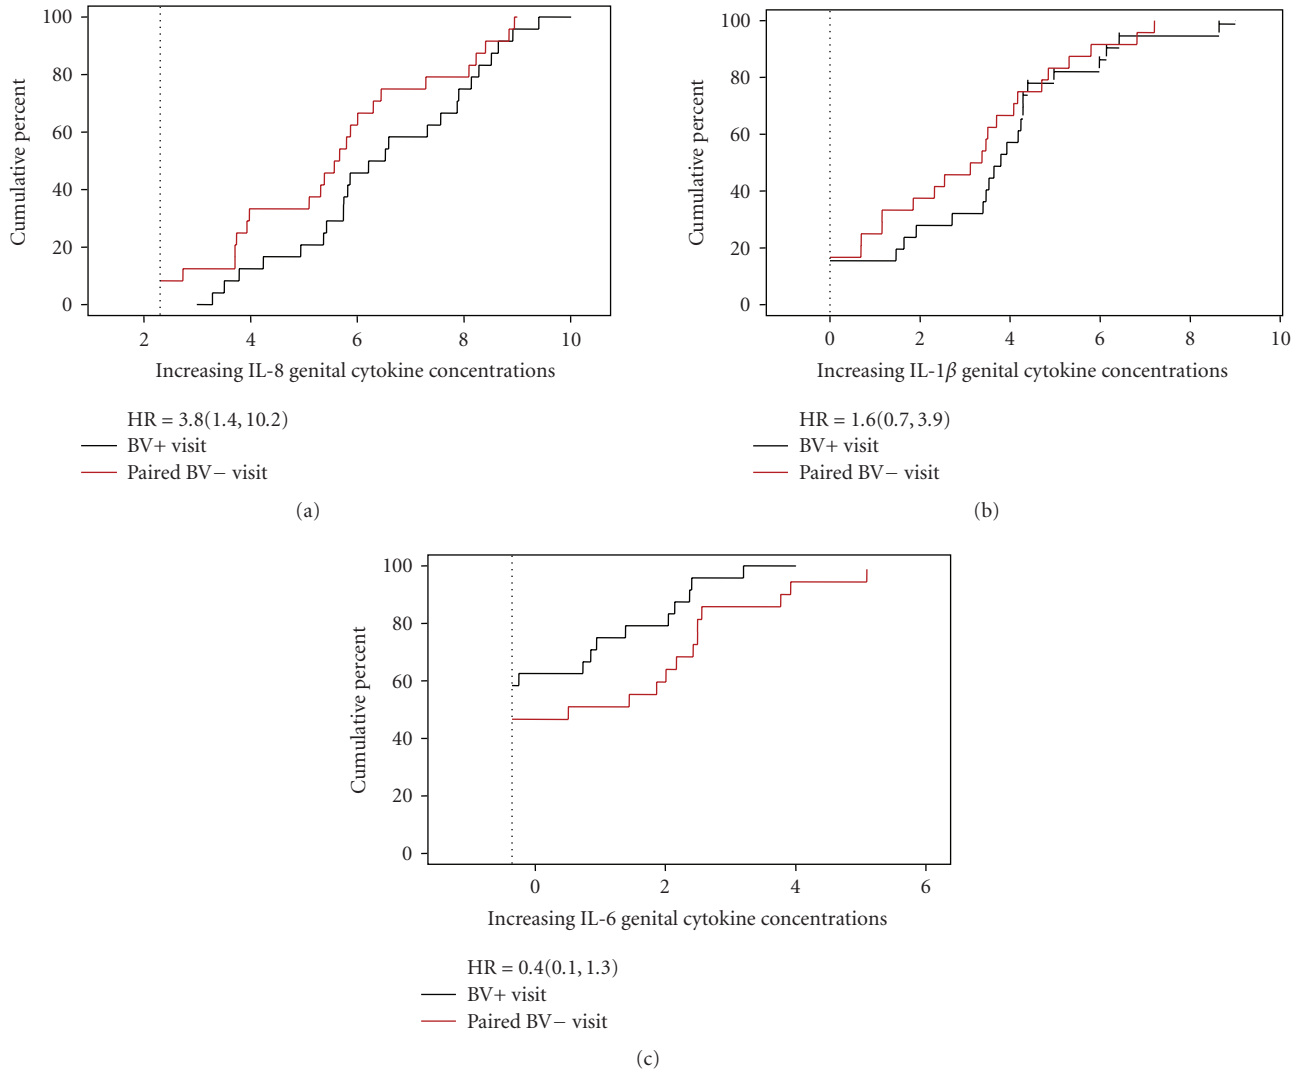 100
80
60
40
20
0
Cumulative percent
2 4 6 8 10
Increasing IL-8 genital cytokine concentrations
HR = 3.8(1.4, 10.2)
BV+ visit
Paired BV− visit
(a)
100
80
60
40
20
0
Cumulative percent
0 2 4 6 8 10
Increasing IL-1β genital cytokine concentrations
HR = 1.6(0.7, 3.9)
BV+ visit
Paired BV− visit
(b)
100
80
60
40
20
0
Cumulative percent
0 2 4 6
Increasing IL-6 genital cytokine concentrations
HR = 0.4(0.1, 1.3)
BV+ visit
Paired BV− visit
(c)